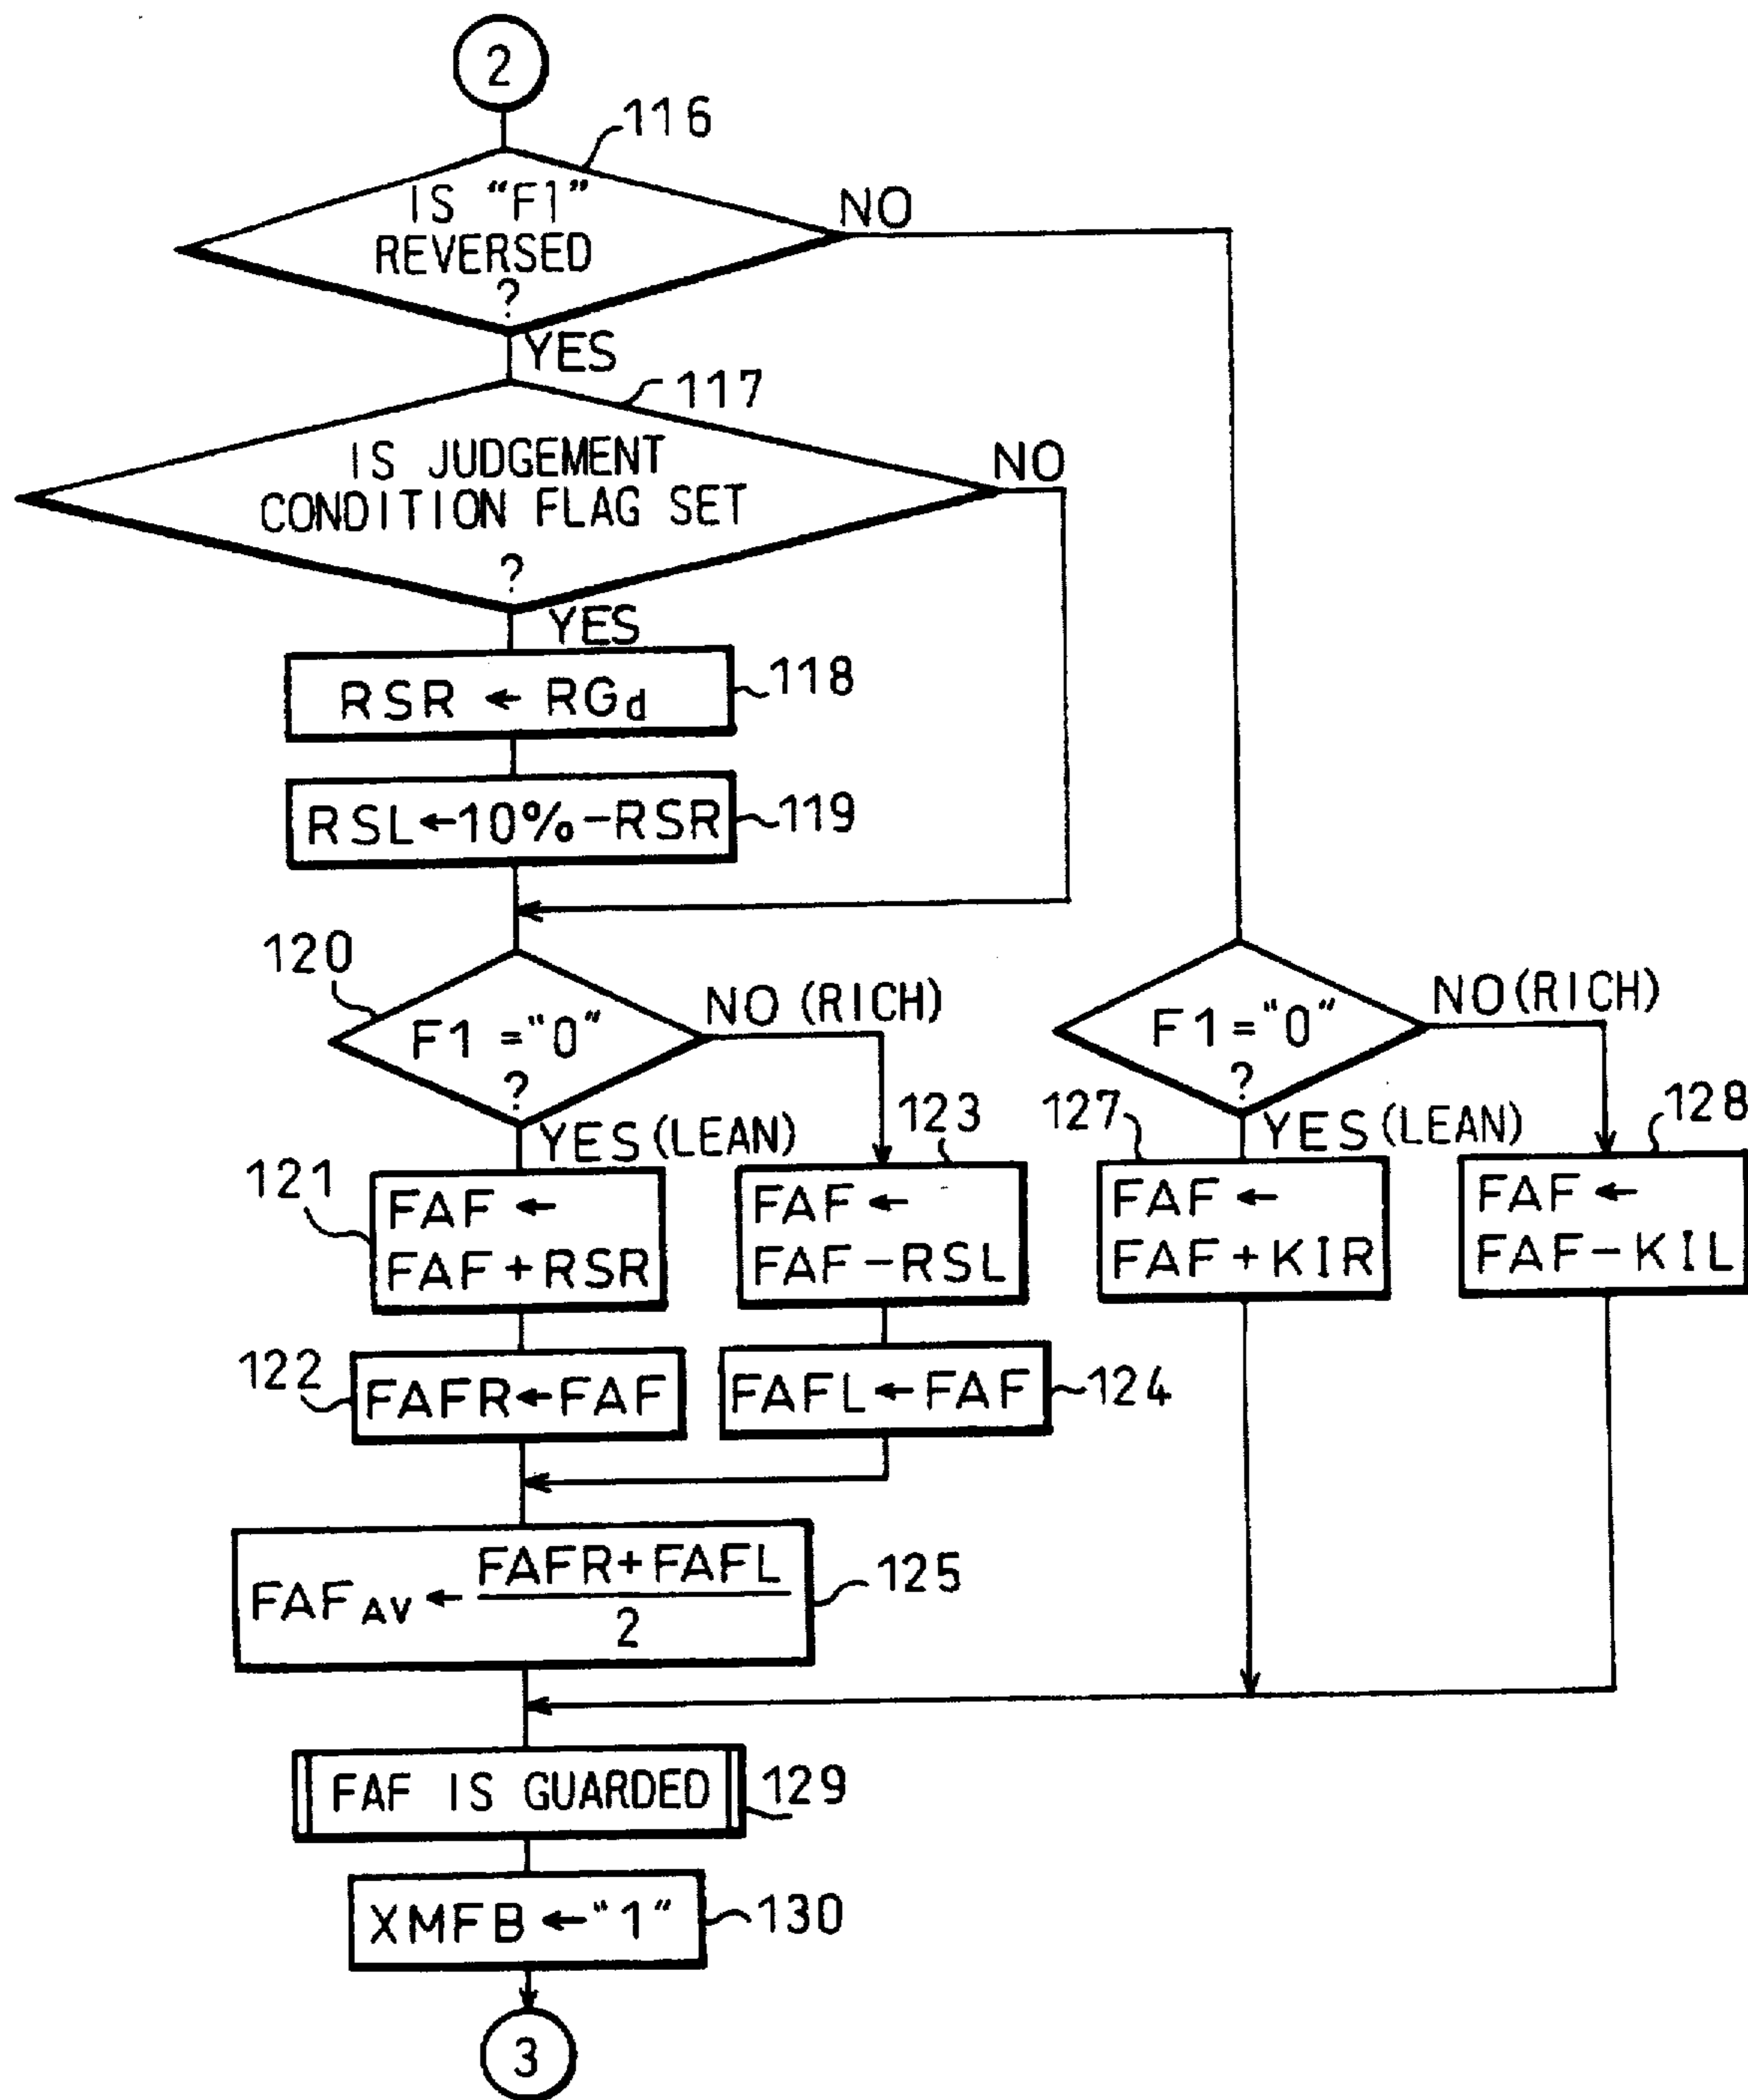 2
116
IS "F1"
REVERSED
?
NO
YES
117
IS JUDGEMENT
CONDITION FLAG SET
?
NO
YES
RSR ← RGd
118
RSL←10%-RSR
119
120
F1="0"
?
NO (RICH)
YES (LEAN)
F1="0"
?
NO (RICH)
YES (LEAN)
121
FAF ←
FAF+RSR
123
FAF ←
FAF-RSL
127
FAF ←
FAF+KIR
128
FAF ←
FAF-KIL
122
FAFR←FAF
FAFL←FAF
124
FAFAV ← FAFR+FAFL
2
125
FAF IS GUARDED
129
XMFB ← "1"
130
3